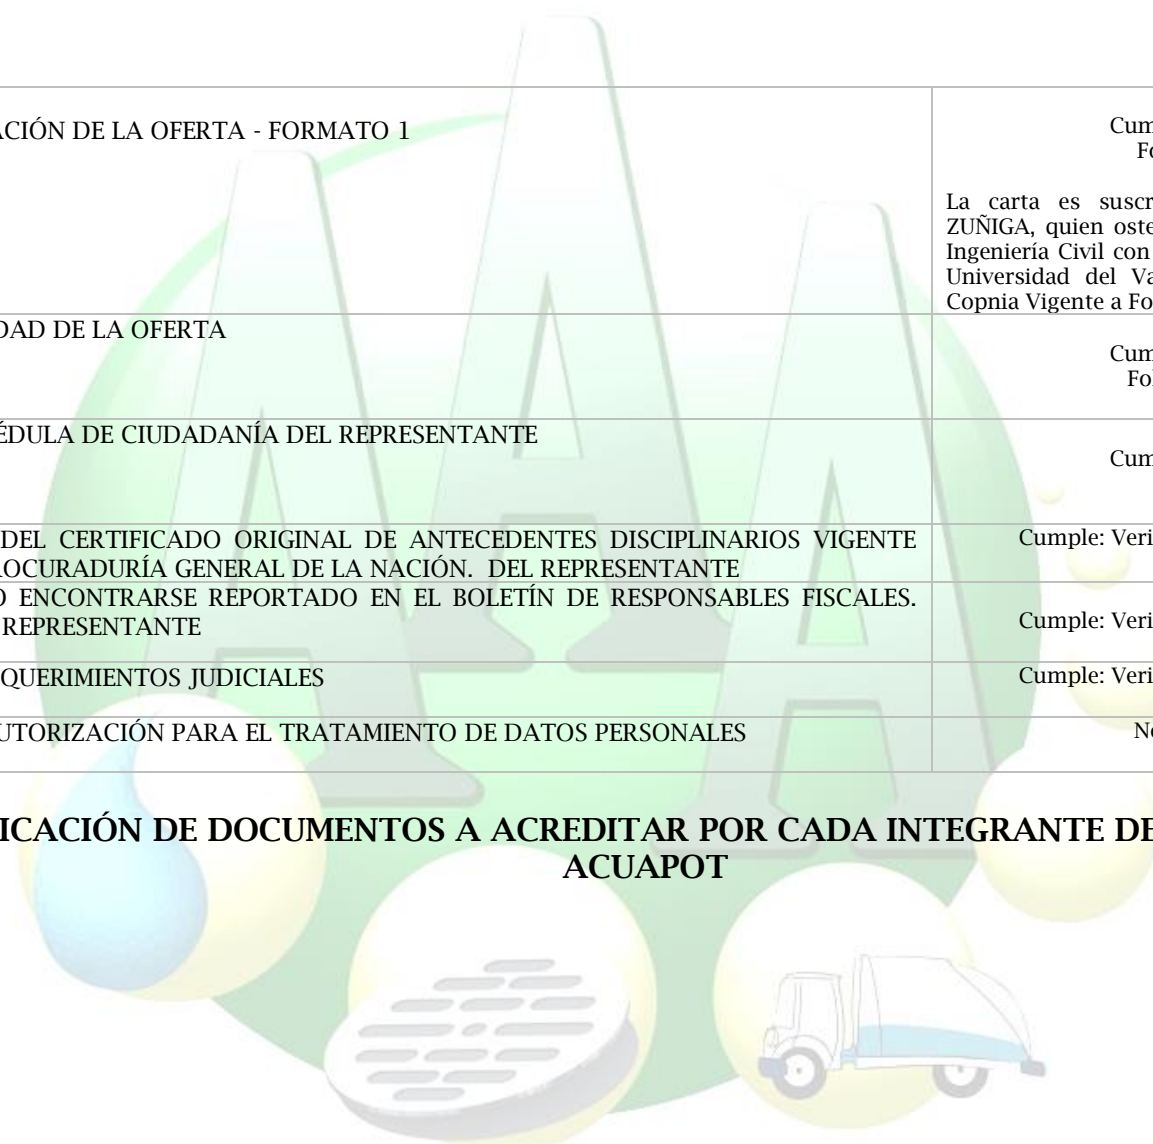 ACIÓN DE LA OFERTA - FORMATO 1
Cum
Fo
La carta es suscr
ZUÑIGA, quien oste
Ingeniería Civil con
Universidad del Va
Copnia Vigente a Fo
DAD DE LA OFERTA
Cum
Fol
ÉDULA DE CIUDADANÍA DEL REPRESENTANTE
Cum
DEL CERTIFICADO ORIGINAL DE ANTECEDENTES DISCIPLINARIOS VIGENTE
ROCURADURÍA GENERAL DE LA NACIÓN. DEL REPRESENTANTE
Cumple: Veri
O ENCONTRARSE REPORTADO EN EL BOLETÍN DE RESPONSABLES FISCALES.
REPRESENTANTE
Cumple: Veri
QUERIMIENTOS JUDICIALES
Cumple: Veri
UTORIZACIÓN PARA EL TRATAMIENTO DE DATOS PERSONALES
No
ICACIÓN DE DOCUMENTOS A ACREDITAR POR CADA INTEGRANTE DE
ACUAPOT
AAA